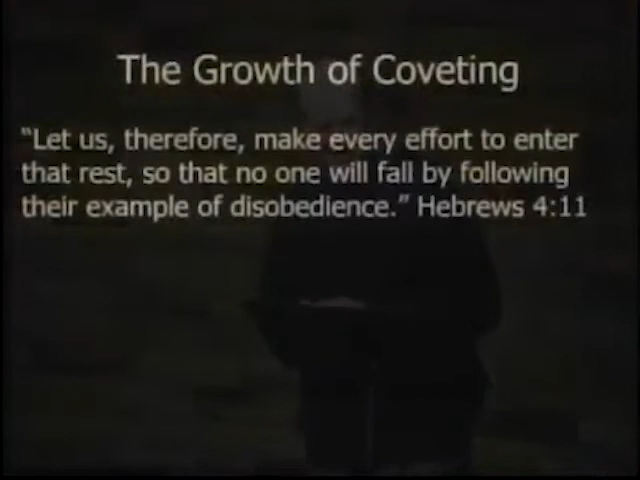 The Growth of Coveting
“Let us, therefore, make every effort to enter
that rest, so that no one will fall by following
their example of disobedience.” Hebrews 4:11